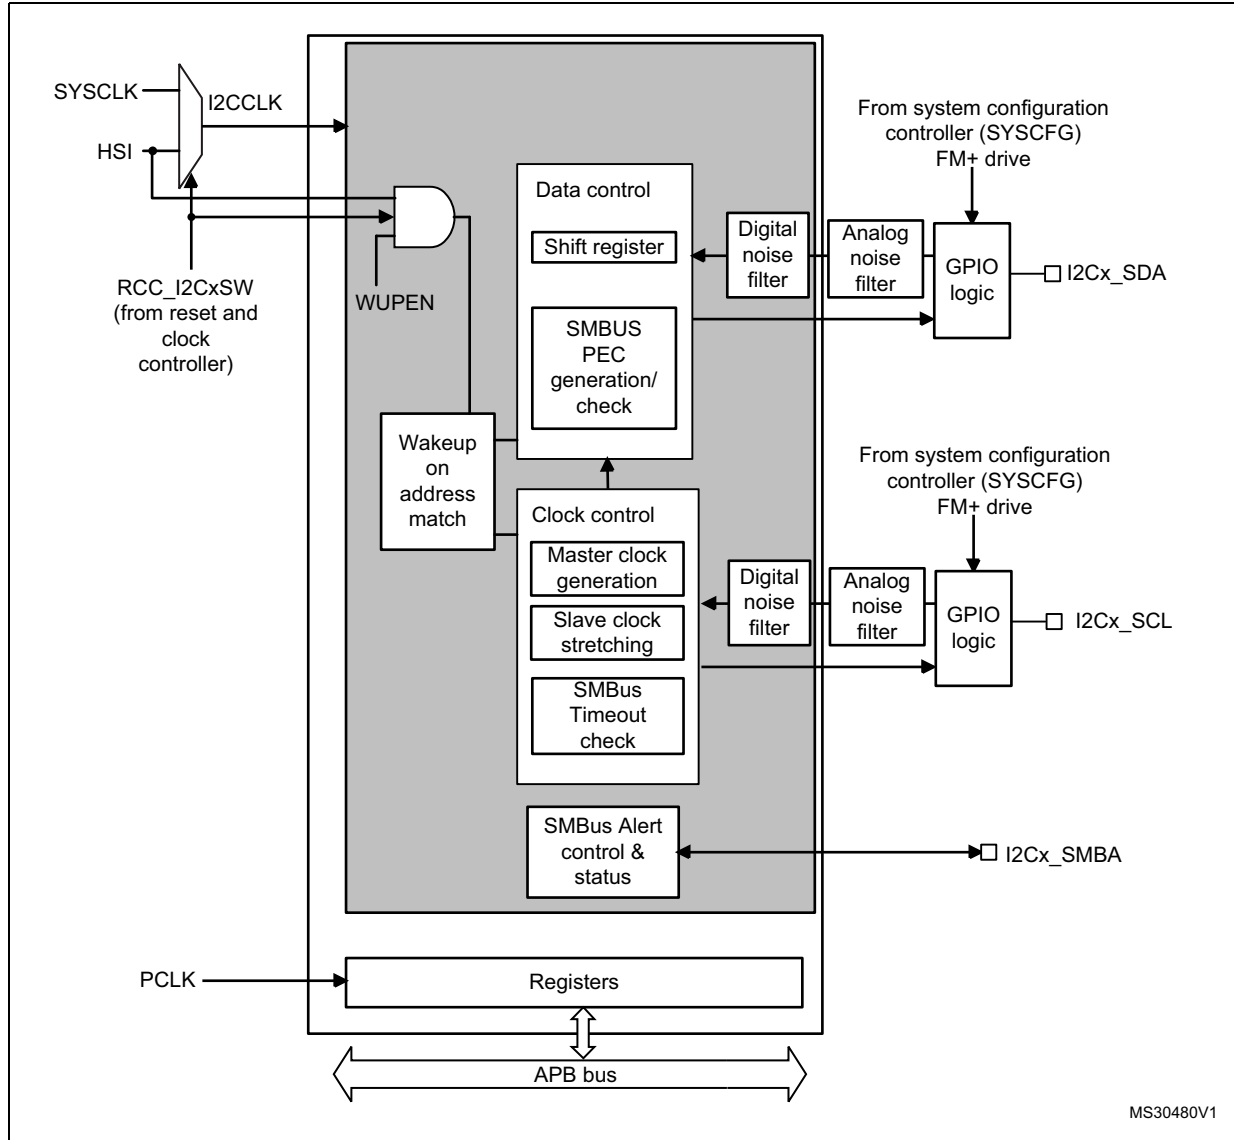 SYSCLK
I2CCLK
HSI
RCC_I2CxSW
(from reset and
clock
controller)
WUPEN
Data control
Shift register
SMBUS
PEC
generation/
check
Wakeup
on
address
match
Clock control
Master clock
generation
Slave clock
stretching
SMBus
Timeout
check
SMBus Alert
control &
status
Digital
noise
filter
Analog
noise
filter
From system configuration
controller (SYSCFG)
FM+ drive
GPIO
logic
I2Cx_SDA
Digital
noise
filter
Analog
noise
filter
From system configuration
controller (SYSCFG)
FM+ drive
GPIO
logic
I2Cx_SCL
I2Cx_SMBA
PCLK
Registers
APB bus
MS30480V1